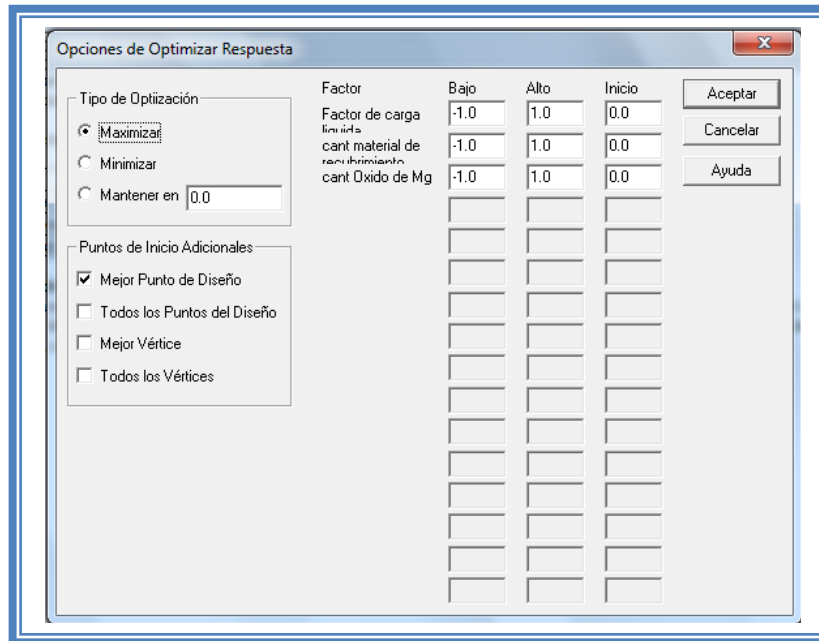 Opciones de Optimizar Respuesta
Tipo de Optiización
Maximizar
Minimizar
Mantener en 0.0
Puntos de Inicio Adicionales
Mejor Punto de Diseño
Todos los Puntos del Diseño
Mejor Vértice
Todos los Vértices
Factor Bajo Alto Inicio
Factor de carga -1.0 1.0 0.0
liquida
cant material de -1.0 1.0 0.0
recubrimiento
cant Oxido de Mg -1.0 1.0 0.0
Aceptar
Cancelar
Ayuda